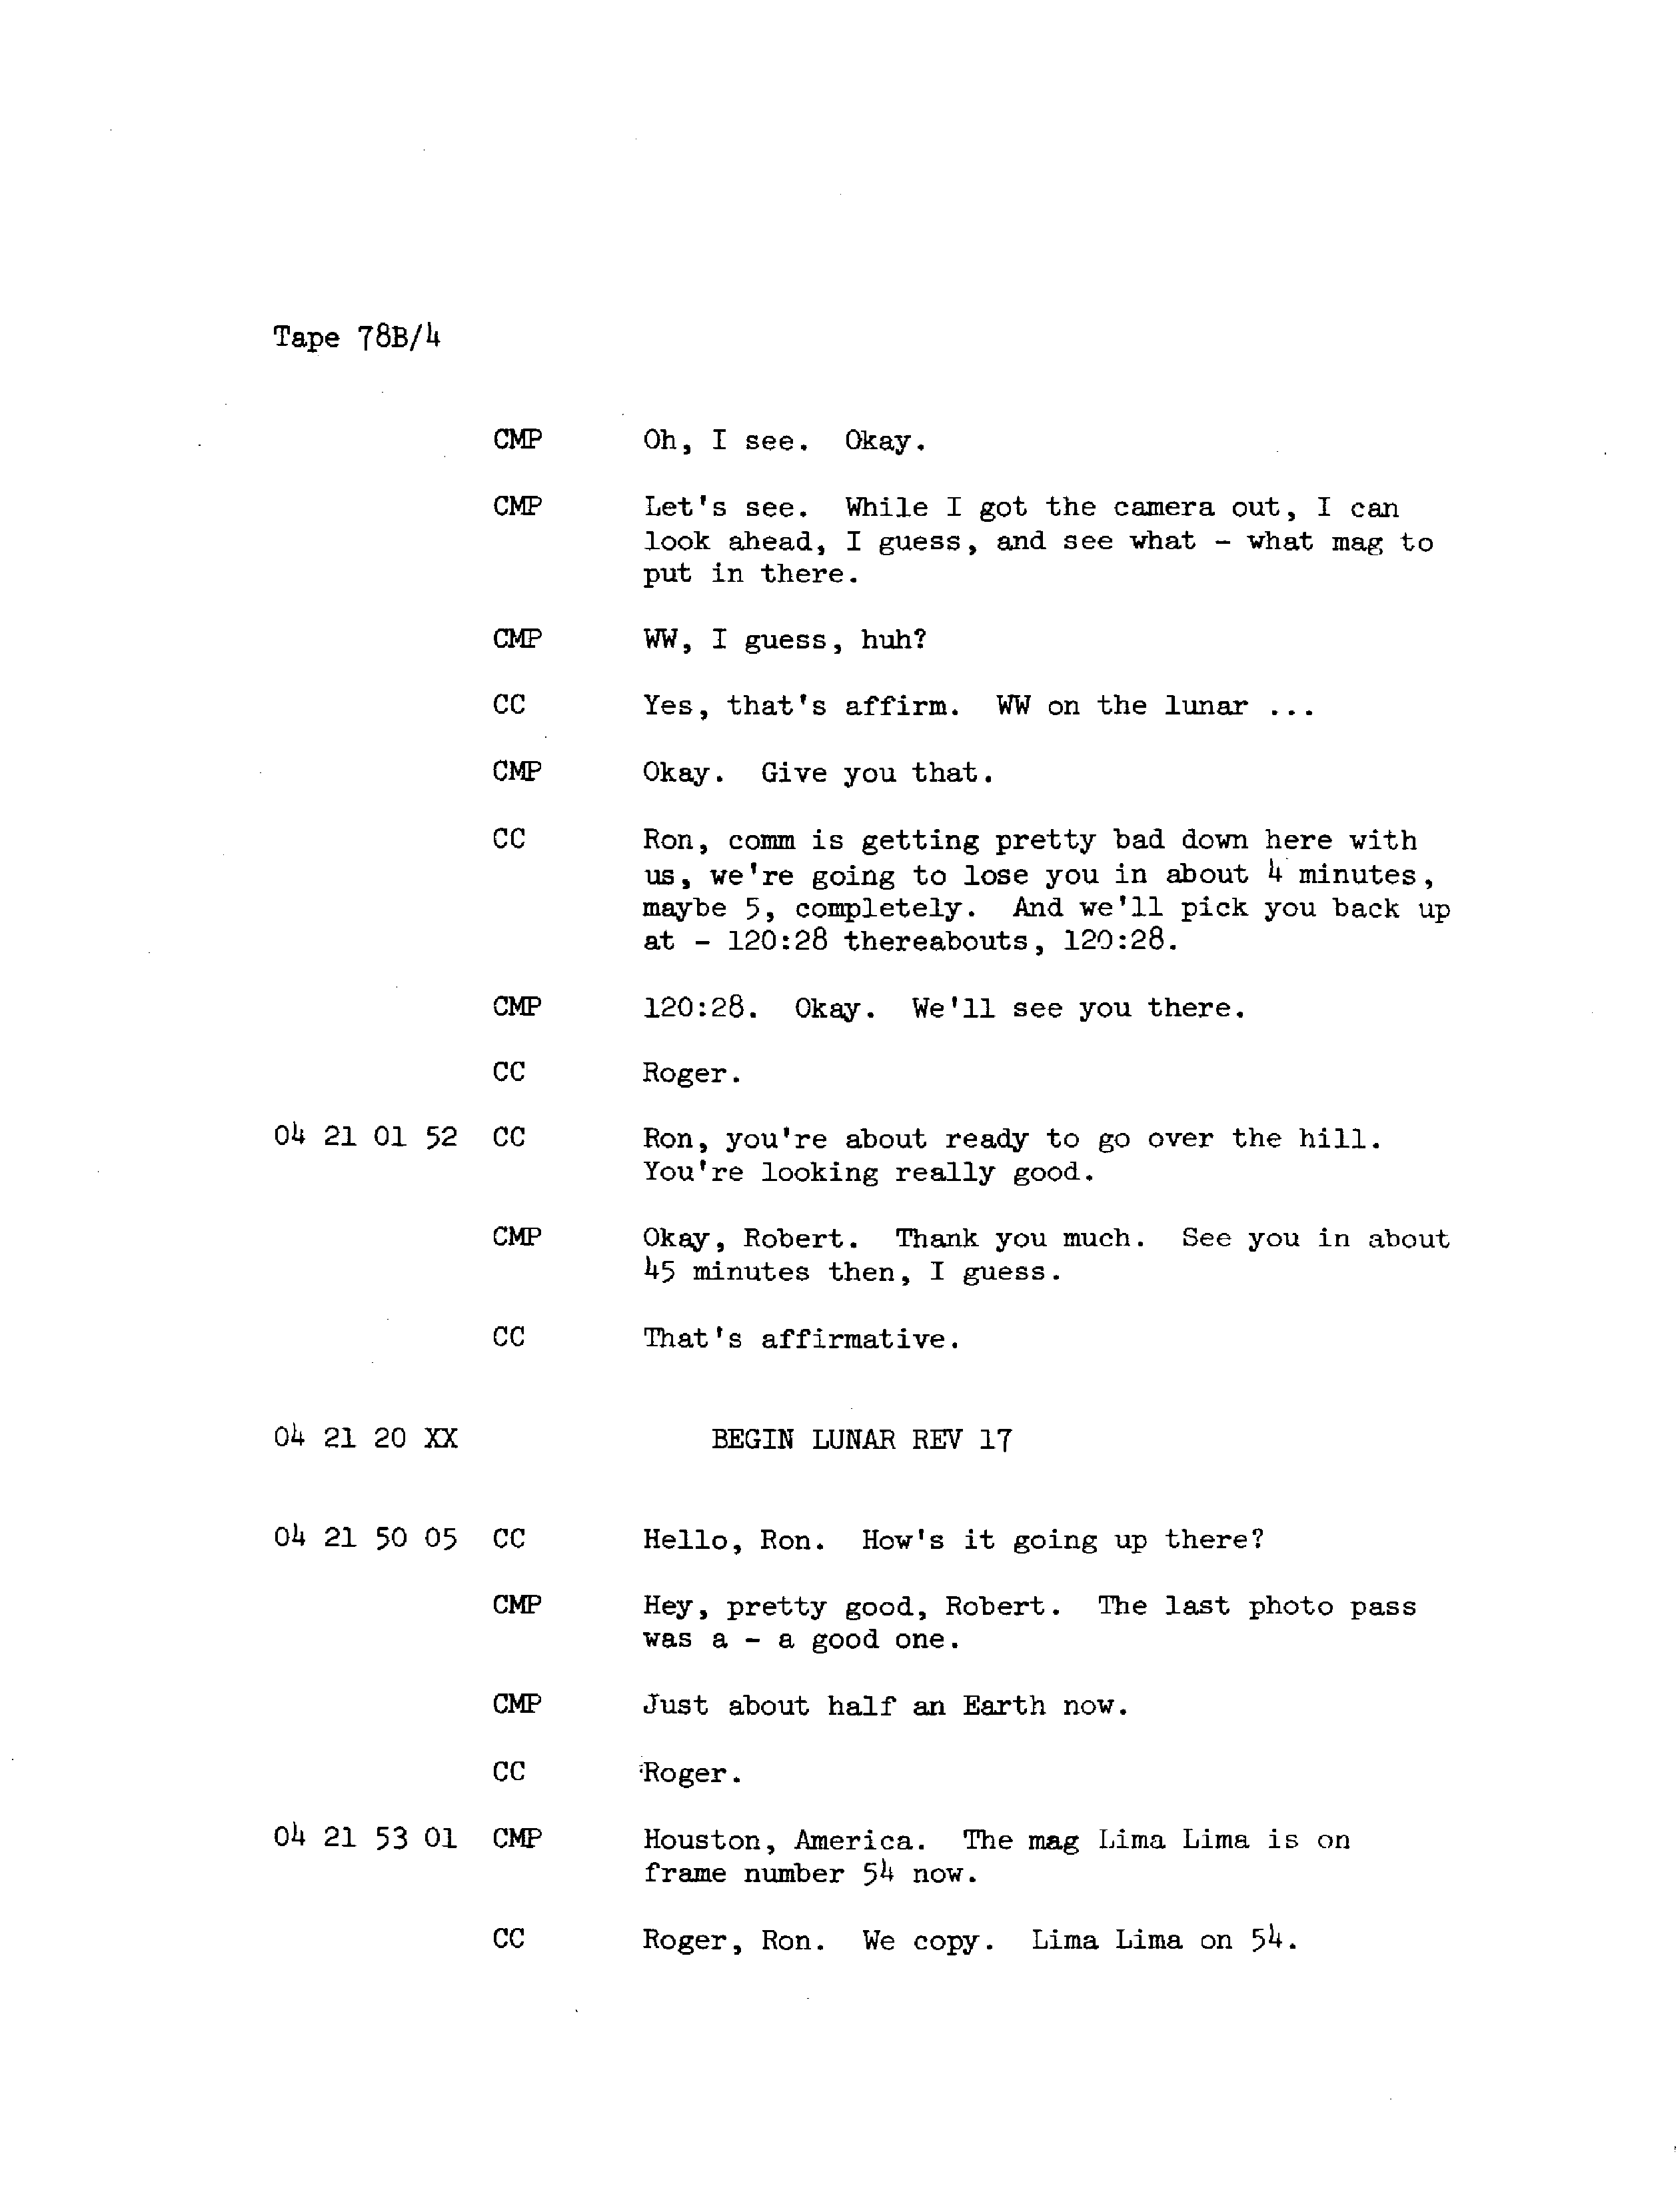 Tape 78B/4
CMP Oh, I see. Okay.
CMP Let's see. While I got the camera out, I can
look ahead, I guess, and see what - what mag to
put in there.
CMP WW, I guess, huh?
CC Yes, that's affirm. WW on the lunar ...
CMP Okay. Give you that.
CC Ron, comm is getting pretty bad down here with
us, we're going to lose you in about 4 minutes,
maybe 5, completely. And we'll pick you back up
at - 120:28 thereabouts, 120:28.
CMP 120:28. Okay. We'll see you there.
CC Roger.
04 21 01 52 CC Ron, you're about ready to go over the hill.
You're looking really good.
CMP Okay, Robert. Thank you much. See you in about
45 minutes then, I guess.
CC That's affirmative.
04 21 20 XX BEGIN LUNAR REV 17
04 21 50 05 CC Hello, Ron. How's it going up there?
CMP Hey, pretty good, Robert. The last photo pass
was a - a good one.
CMP Just about half an Earth now.
CC Roger.
04 21 53 01 CMP Houston, America. The mag Lima Lima is on
frame number 54 now.
CC Roger, Ron. We copy. Lima Lima on 54.